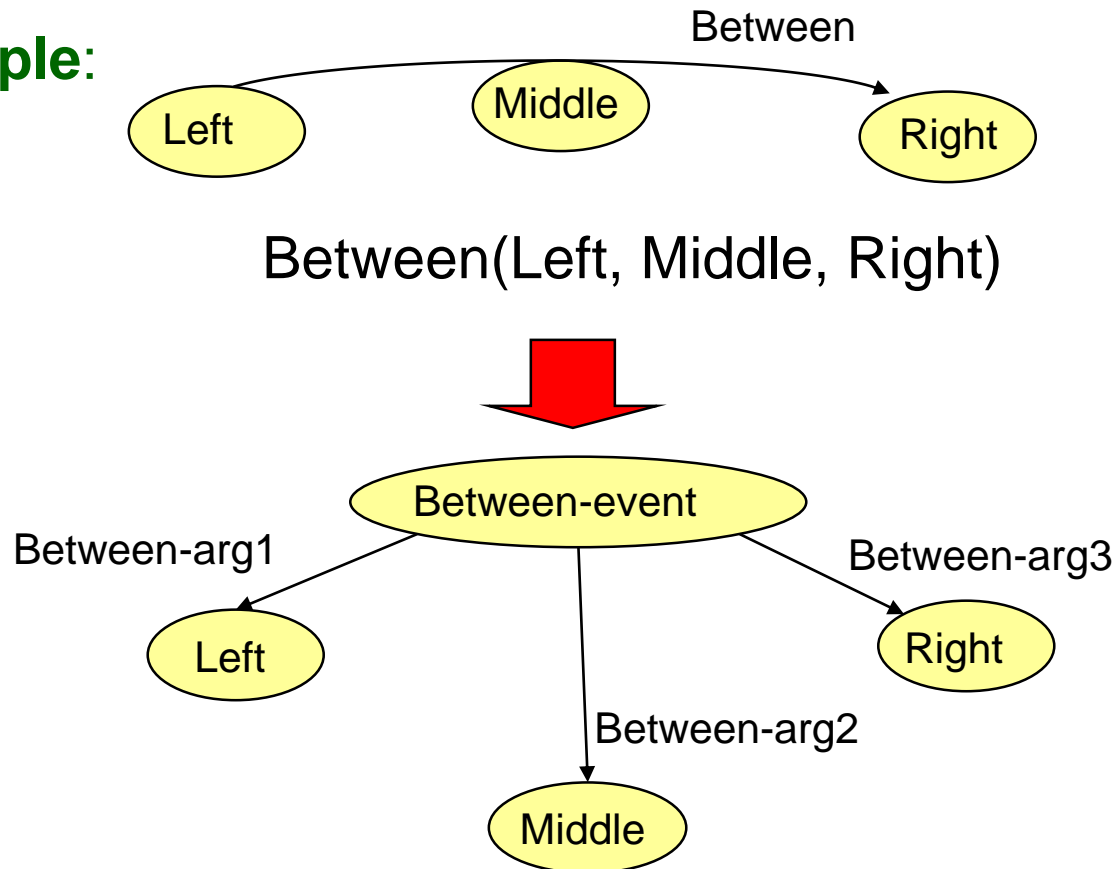 Between
ple:
Left
Middle
Right
Between(Left, Middle, Right)
Between-event
Between-arg1
Between-arg3
Left
Right
Between-arg2
Middle